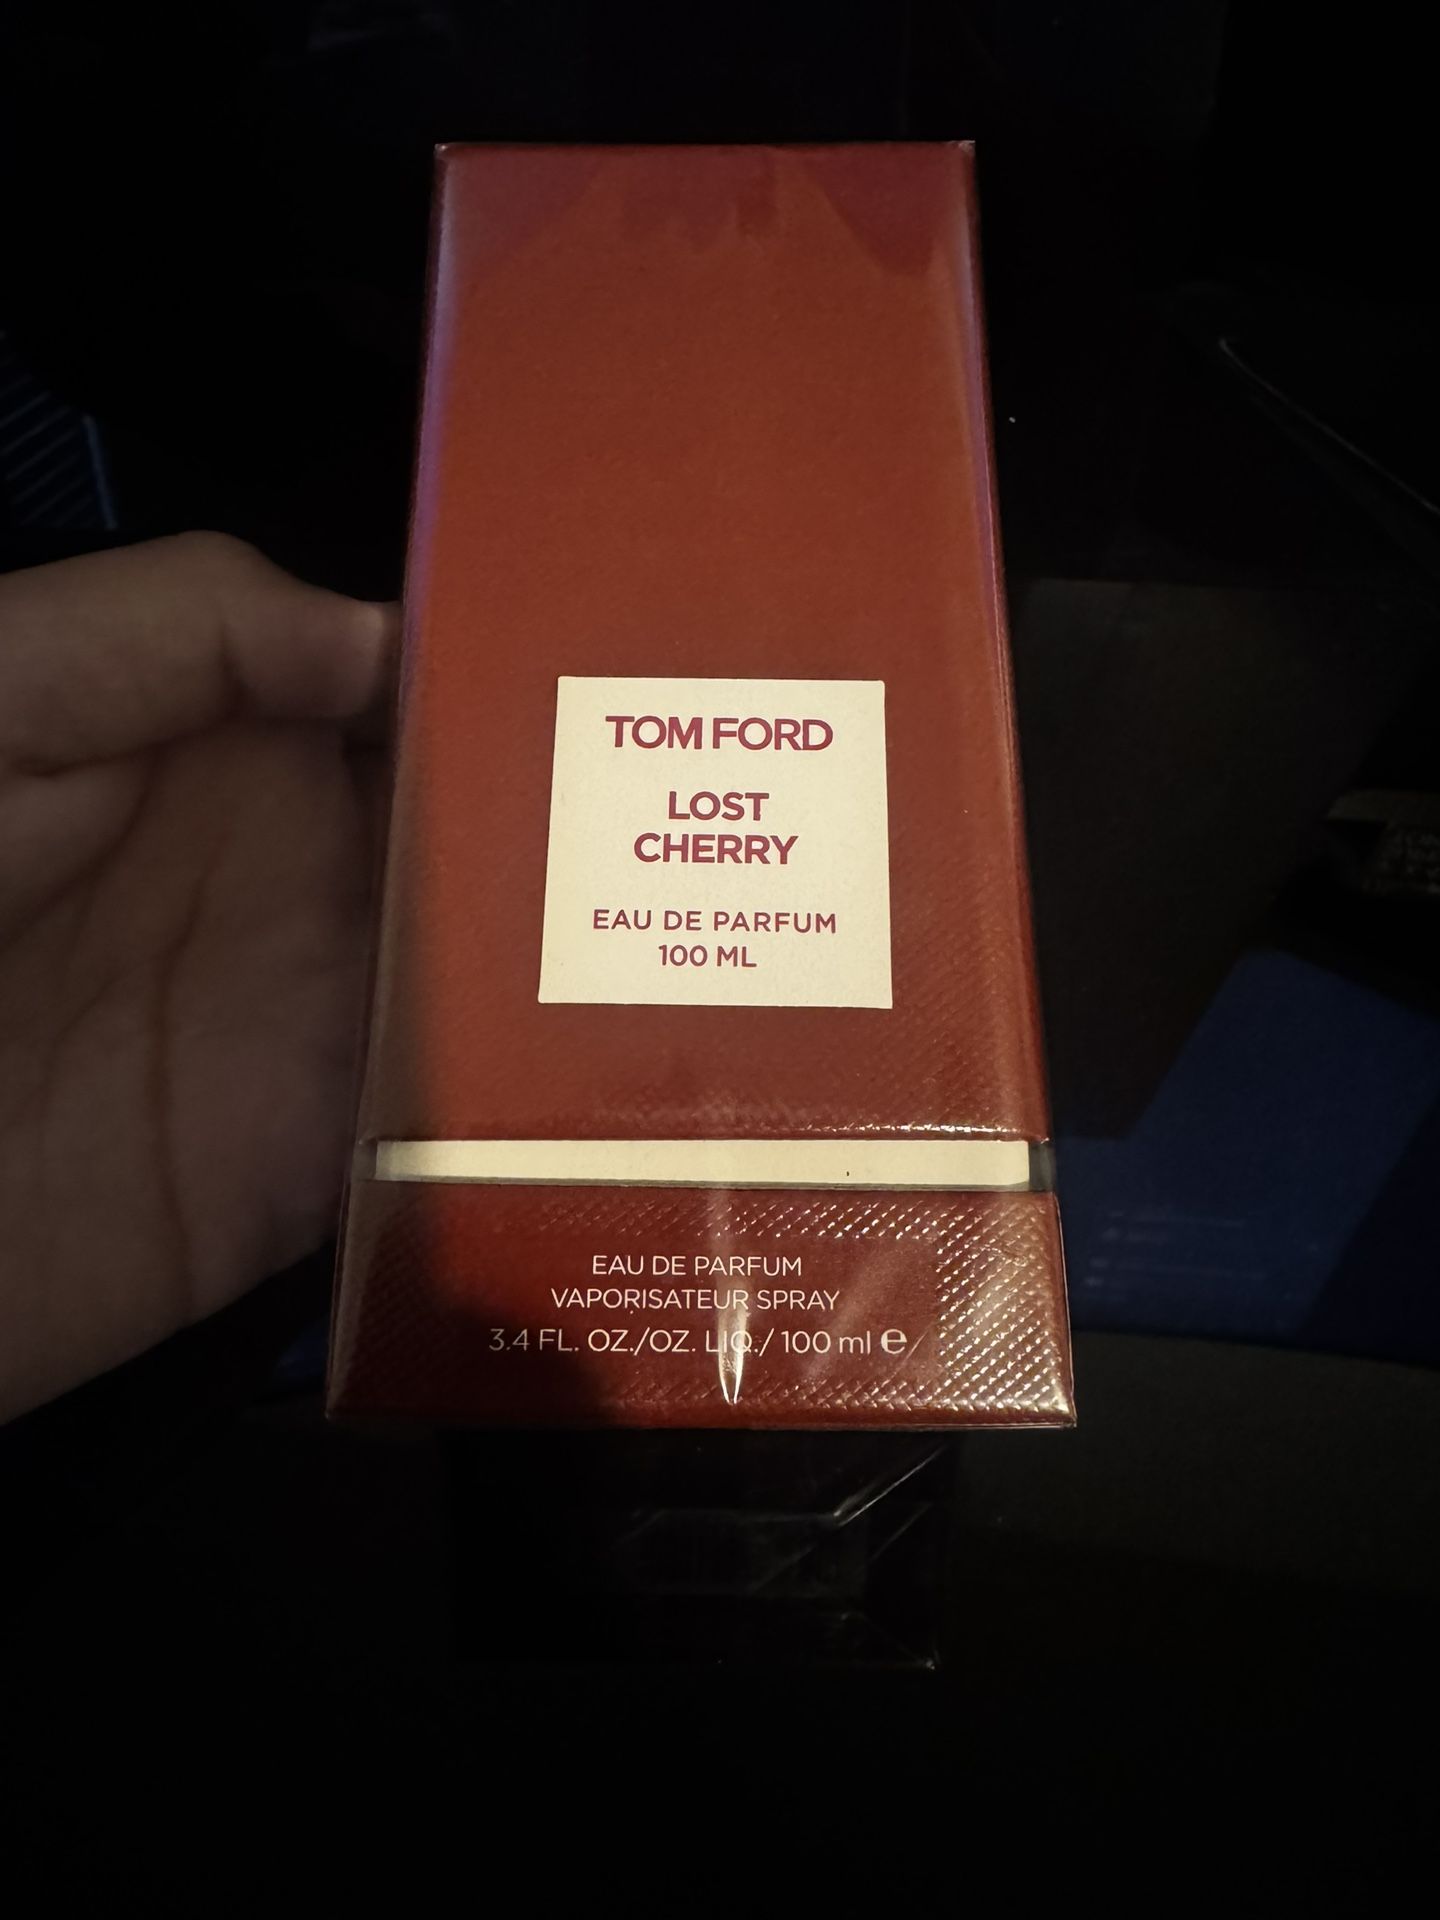 TOM FORD
LOST
CHERRY
EAU DE PARFUM
100 ML
EAU DE PARFUM
VAPORISATEUR SPRAY
3.4 FL. OZ./OZ. LIQ./ 100 ml ℮